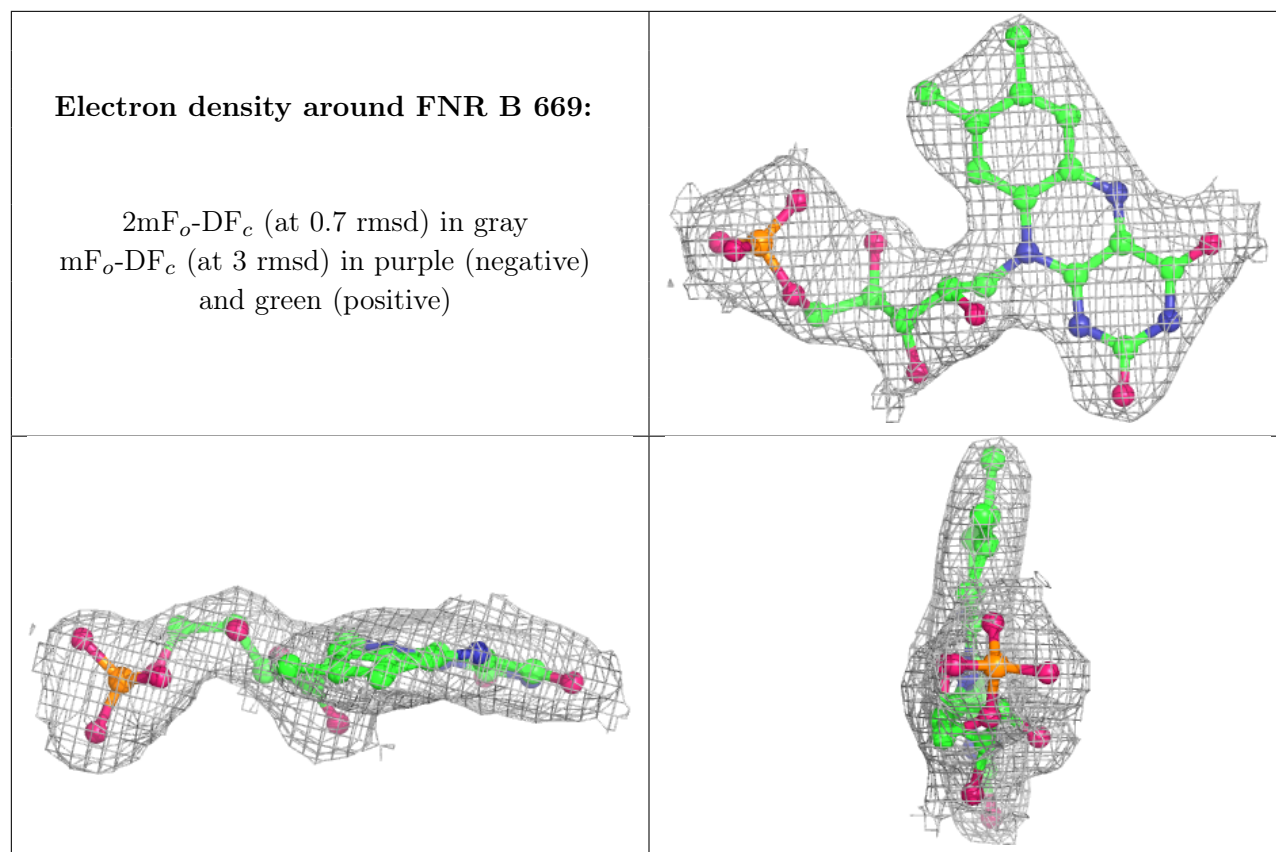 Electron density around FNR B 669:
2mFo-DFc (at 0.7 rmsd) in gray
mFo-DFc (at 3 rmsd) in purple (negative)
and green (positive)